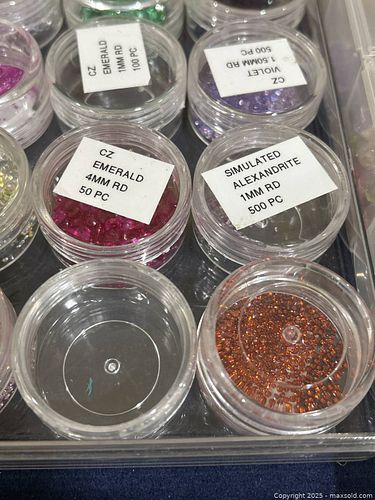 CZ
EMERALD
1MM RD
100 PC
CZ
VIOLET
1.50MM RD
500 PC
CZ
EMERALD
4MM RD
50 PC
SIMULATED
ALEXANDRITE
1MM RD
500 PC
Copyright 2025 - maxsold.com